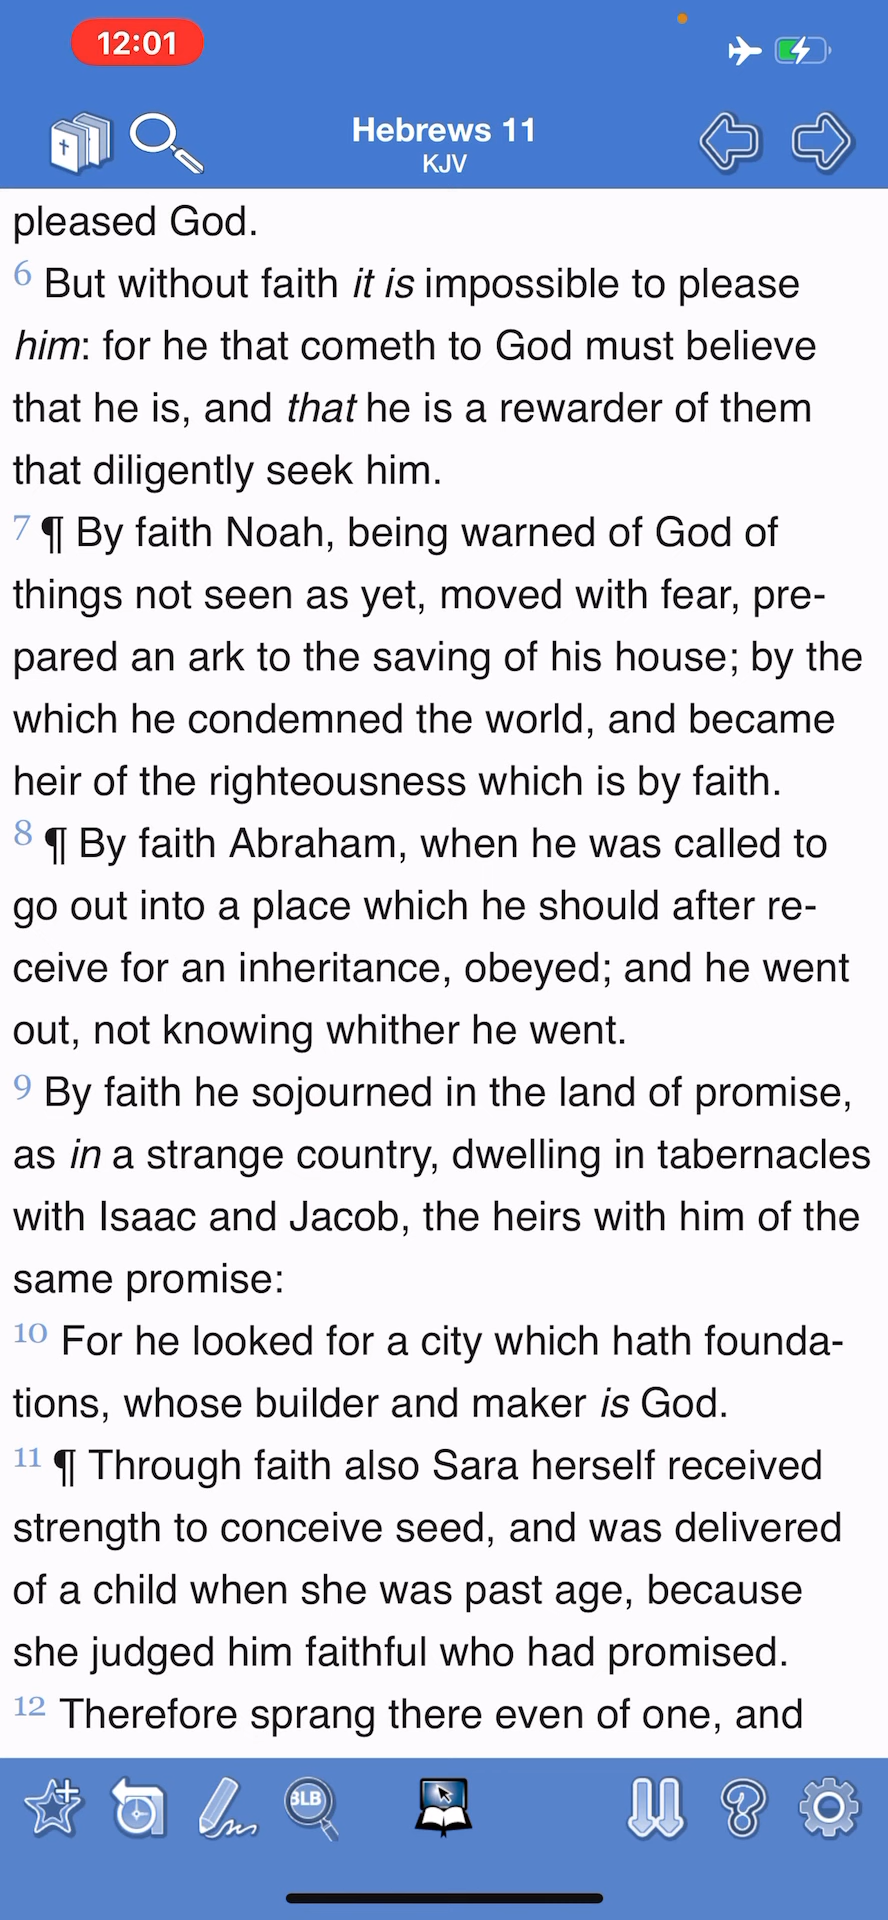 12:01
Hebrews 11
KJV
pleased God.
6 But without faith it is impossible to please
him: for he that cometh to God must believe
that he is, and that he is a rewarder of them
that diligently seek him.
7 ¶ By faith Noah, being warned of God of
things not seen as yet, moved with fear, pre-
pared an ark to the saving of his house; by the
which he condemned the world, and became
heir of the righteousness which is by faith.
8 ¶ By faith Abraham, when he was called to
go out into a place which he should after re-
ceive for an inheritance, obeyed; and he went
out, not knowing whither he went.
9 By faith he sojourned in the land of promise,
as in a strange country, dwelling in tabernacles
with Isaac and Jacob, the heirs with him of the
same promise:
10 For he looked for a city which hath founda-
tions, whose builder and maker is God.
11 ¶ Through faith also Sara herself received
strength to conceive seed, and was delivered
of a child when she was past age, because
she judged him faithful who had promised.
12 Therefore sprang there even of one, and
BLB